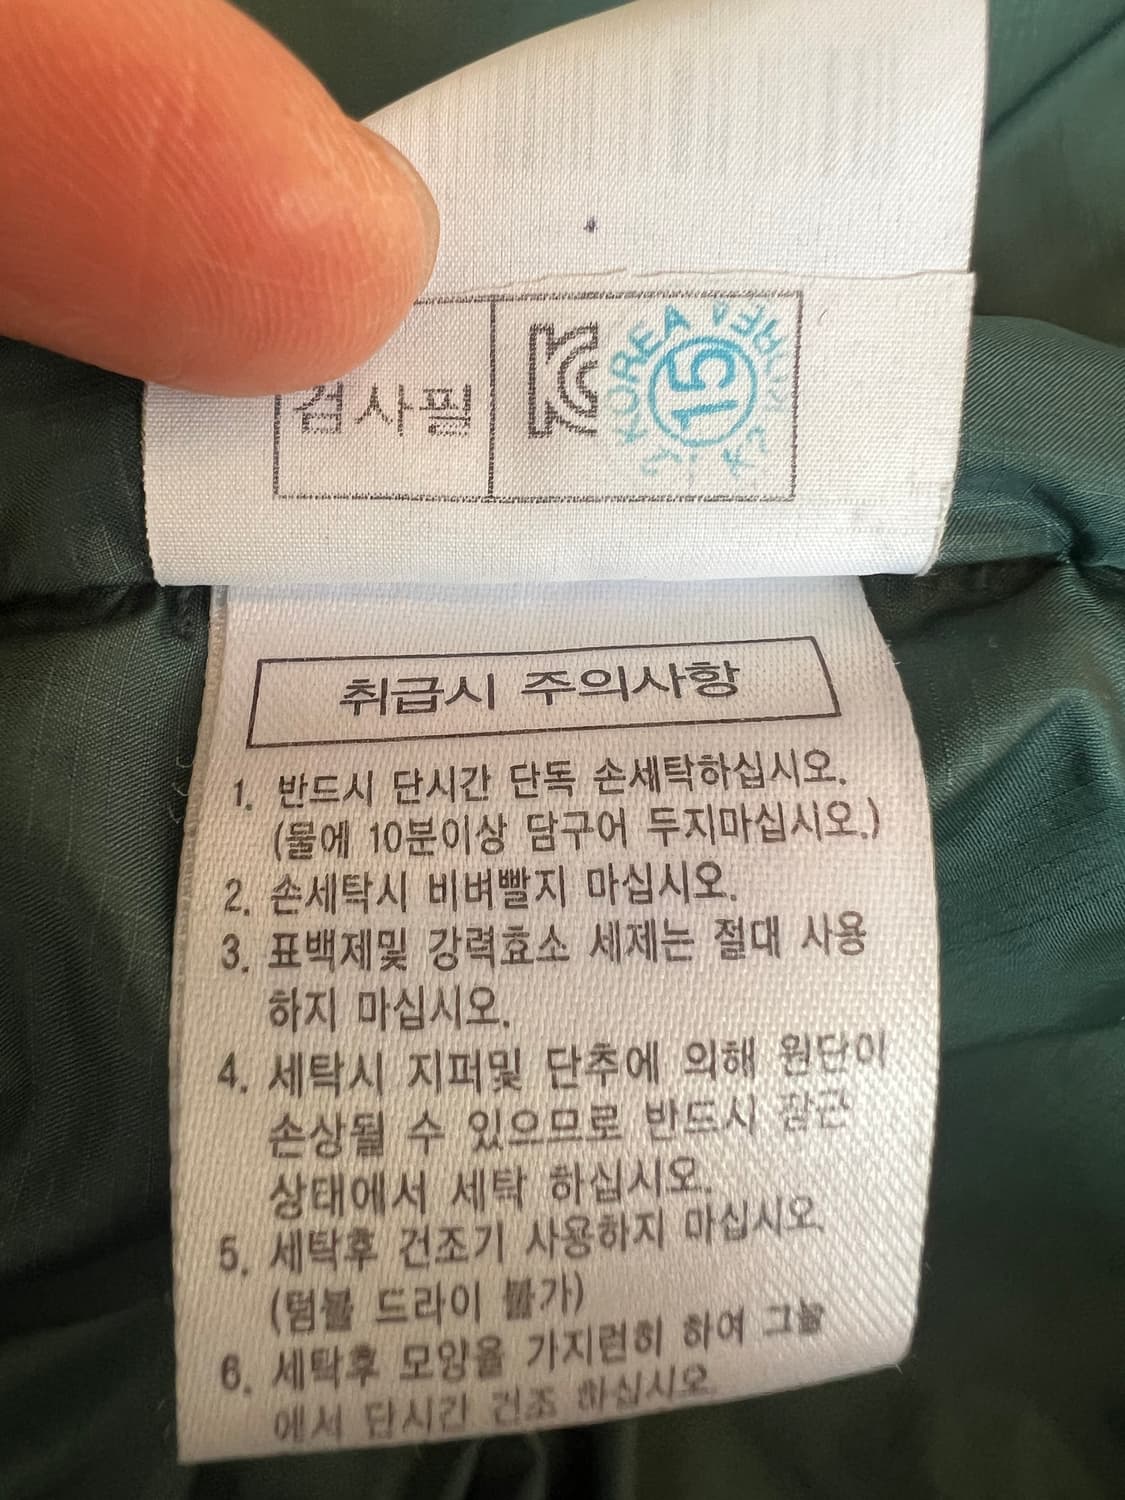 검사필
KOREA KOREA
15
취급시 주의사항
1. 반드시 단시간 단독 손세탁하십시오.
(물에 10분이상 담구어 두지마십시오.)
2. 손세탁시 비벼빨지 마십시오.
3. 표백제및 강력효소 세제는 절대 사용
하지 마십시오.
4. 세탁시 지퍼및 단추에 의해 원단이
손상될 수 있으므로 반드시 잠근
상태에서 세탁 하십시오.
5. 세탁후 건조기 사용하지 마십시오.
(텀블 드라이 불가)
6. 세탁후 모양을 가지런히 하여 그늘
에서 단시간 건조 하십시오.